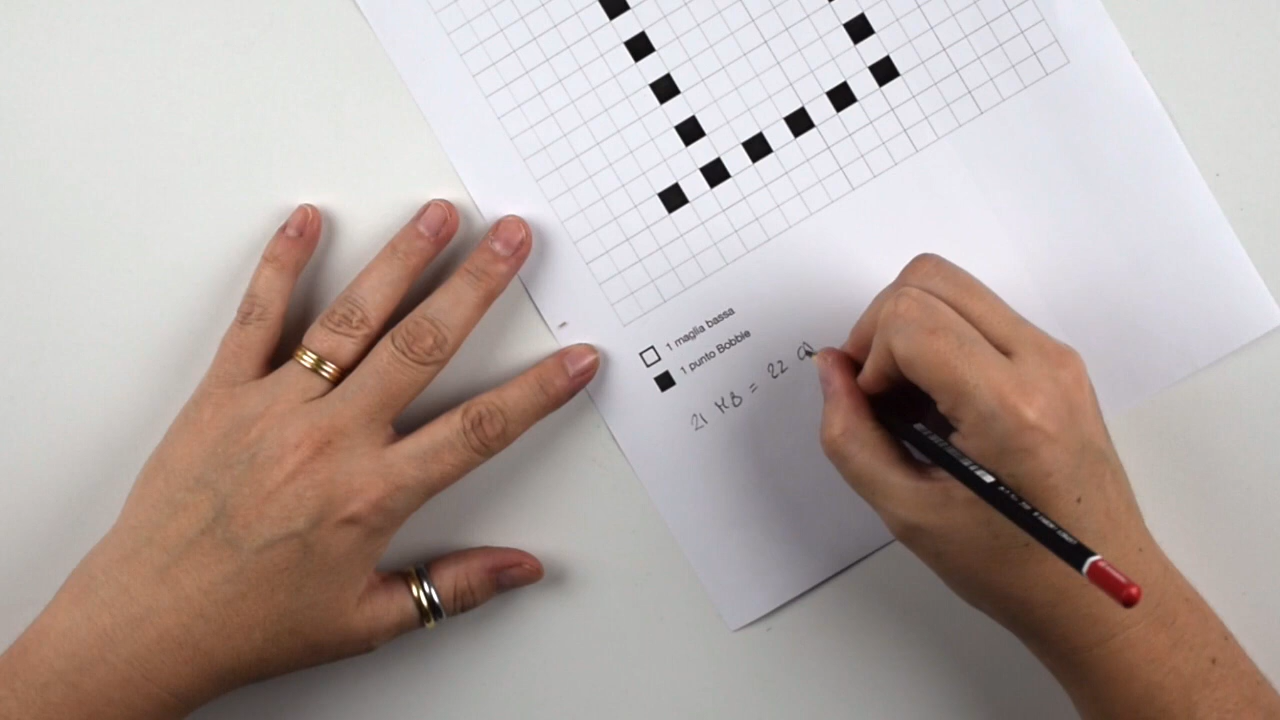 1 maglia bassa
1 punto Bobble
21 MB = 22